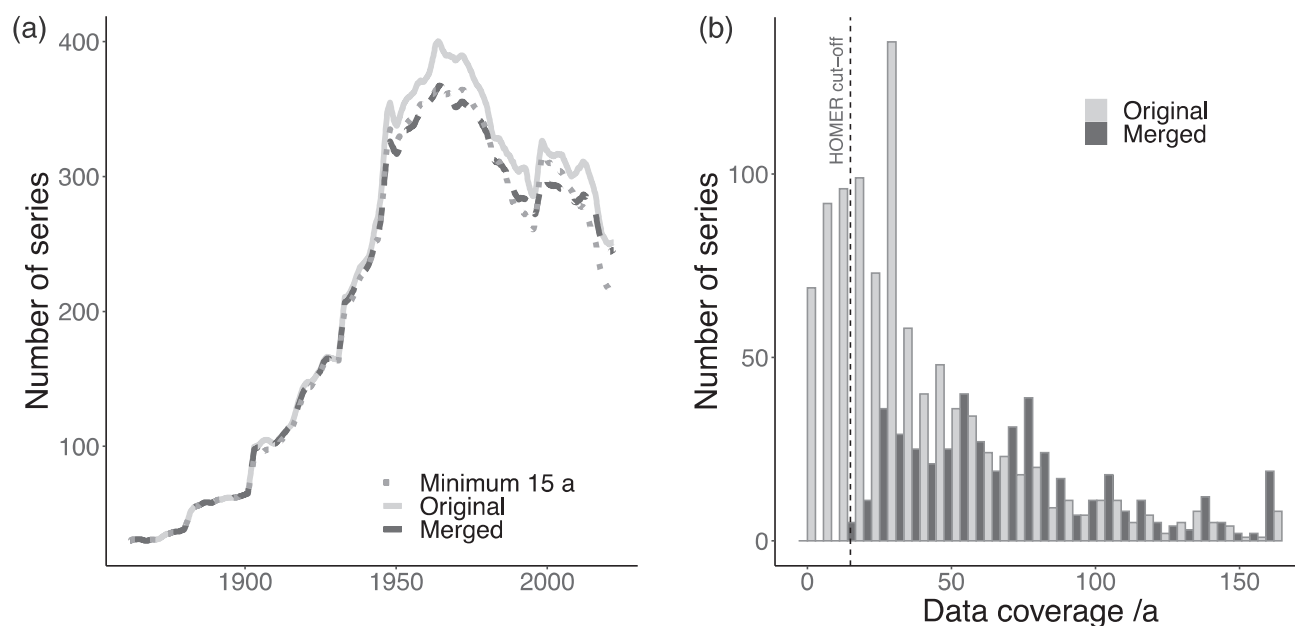 (a)
Number of series
400
300
200
100
1900
1950
2000
Minimum 15 a
Original
Merged
(b)
Number of series
100
50
0
HOMER cut–off
Original
Merged
0
50
100
150
Data coverage /a